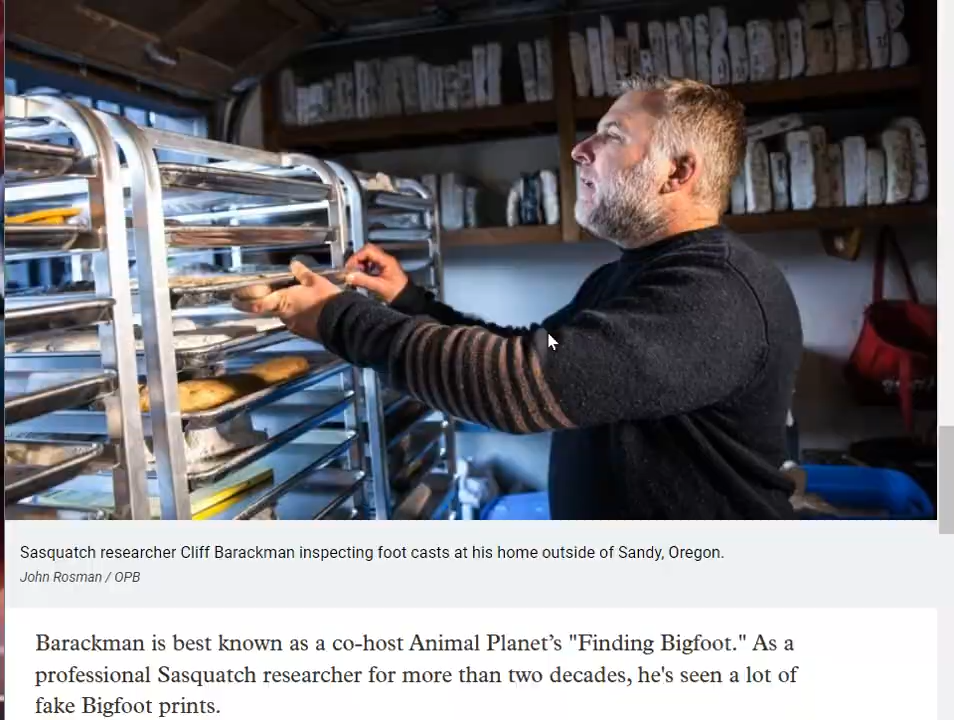 Sasquatch researcher Cliff Barackman inspecting foot casts at his home outside of Sandy, Oregon.
John Rosman / OPB
Barackman is best known as a co-host Animal Planet’s "Finding Bigfoot." As a
professional Sasquatch researcher for more than two decades, he's seen a lot of
fake Bigfoot prints.